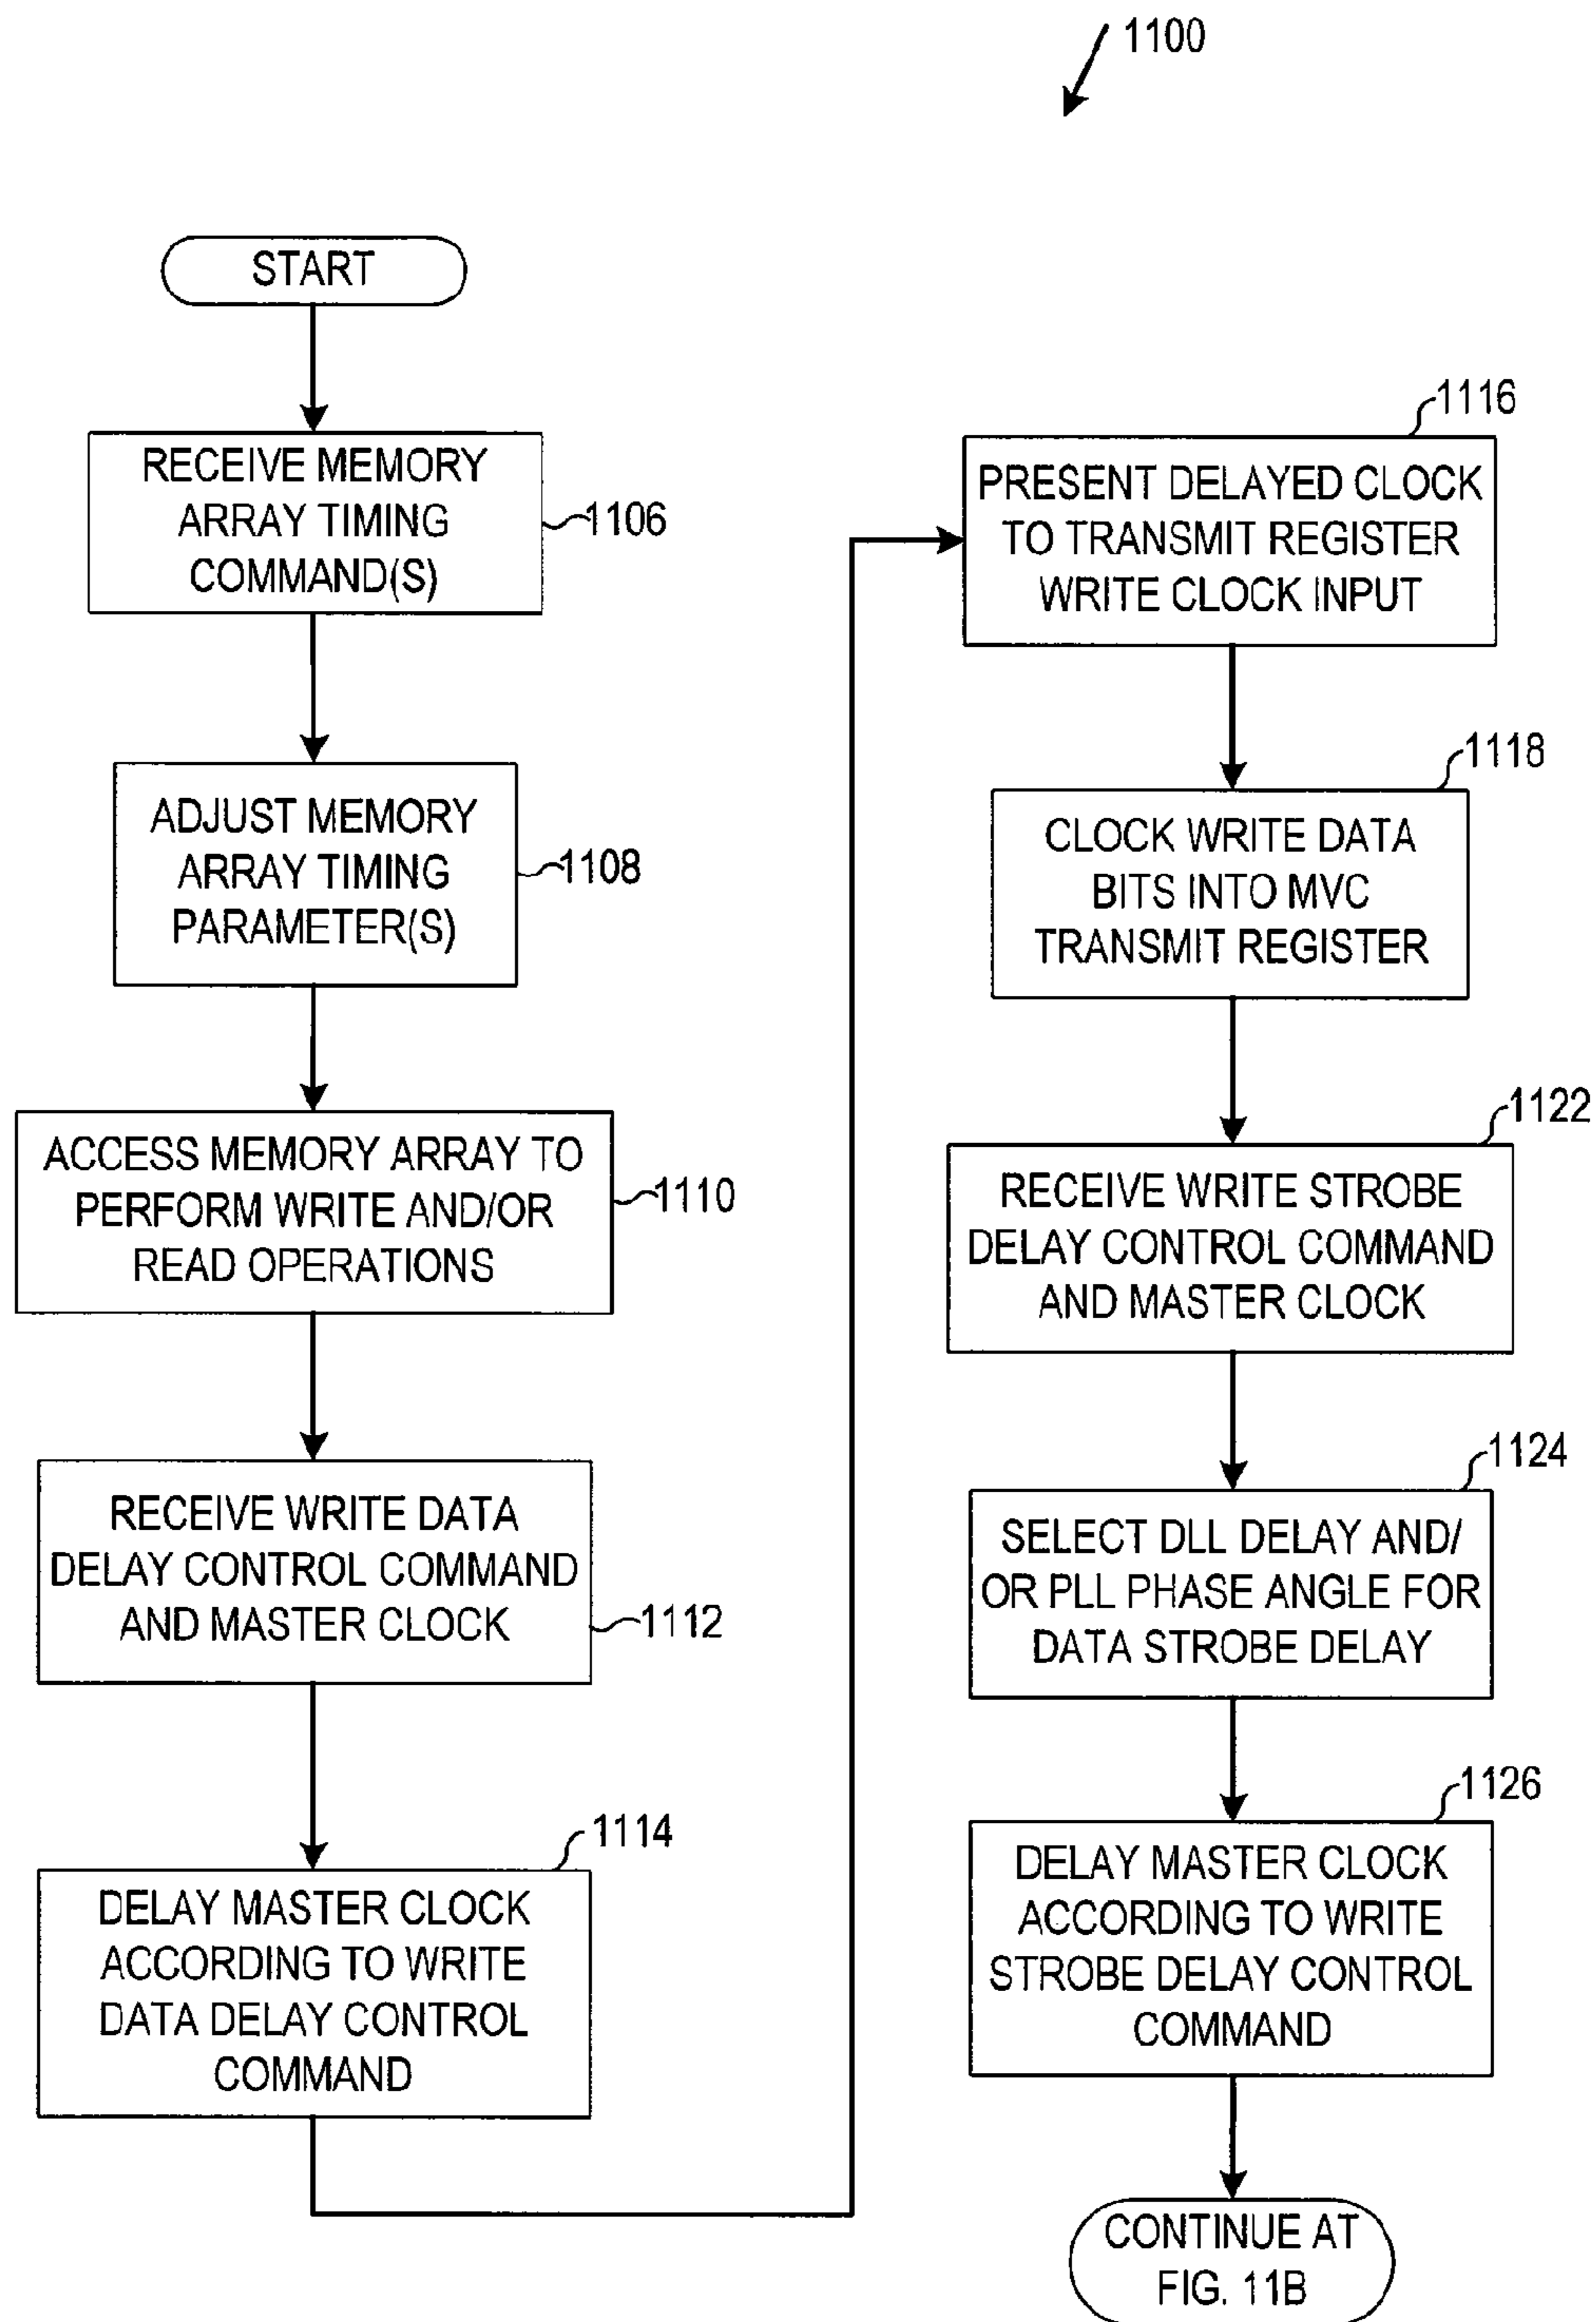 1100
START
RECEIVE MEMORY
ARRAY TIMING
COMMAND(S)
1106
ADJUST MEMORY
ARRAY TIMING
PARAMETER(S)
1108
ACCESS MEMORY ARRAY TO
PERFORM WRITE AND/OR
READ OPERATIONS
1110
RECEIVE WRITE DATA
DELAY CONTROL COMMAND
AND MASTER CLOCK
1112
1114
DELAY MASTER CLOCK
ACCORDING TO WRITE
DATA DELAY CONTROL
COMMAND
1116
PRESENT DELAYED CLOCK
TO TRANSMIT REGISTER
WRITE CLOCK INPUT
1118
CLOCK WRITE DATA
BITS INTO MVC
TRANSMIT REGISTER
1122
RECEIVE WRITE STROBE
DELAY CONTROL COMMAND
AND MASTER CLOCK
1124
SELECT DLL DELAY AND/
OR PLL PHASE ANGLE FOR
DATA STROBE DELAY
1126
DELAY MASTER CLOCK
ACCORDING TO WRITE
STROBE DELAY CONTROL
COMMAND
CONTINUE AT
FIG. 11B